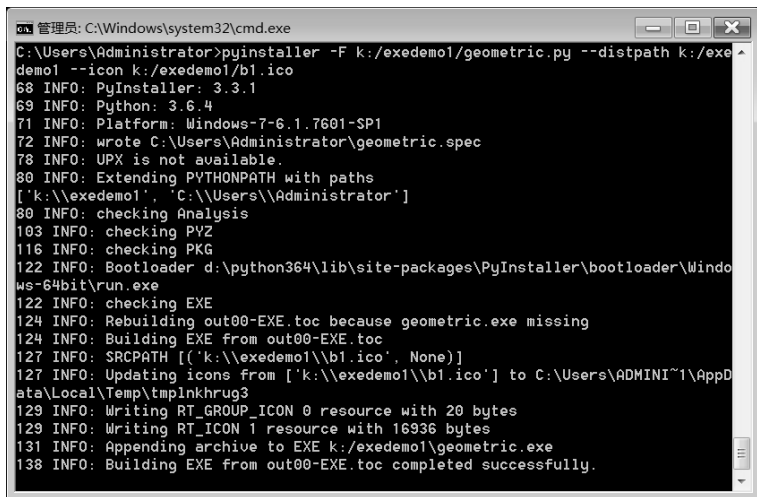 管理员: C:\Windows\system32\cmd.exe
C:\Users\Administrator>pyinstaller -F k:/exedemo1/geometric.py --distpath k:/exe
demo1 --icon k:/exedemo1/b1.ico
68 INFO: PyInstaller: 3.3.1
69 INFO: Python: 3.6.4
71 INFO: Platform: Windows-7-6.1.7601-SP1
72 INFO: wrote C:\Users\Administrator\geometric.spec
78 INFO: UPX is not available.
80 INFO: Extending PYTHONPATH with paths
['k:\\exedemo1', 'C:\\Users\\Administrator']
80 INFO: checking Analysis
103 INFO: checking PYZ
116 INFO: checking PKG
122 INFO: Bootloader d:\python364\lib\site-packages\PyInstaller\bootloader\Windo
ws-64bit\run.exe
122 INFO: checking EXE
124 INFO: Rebuilding out00-EXE.toc because geometric.exe missing
124 INFO: Building EXE from out00-EXE.toc
127 INFO: SRCPATH [('k:\\exedemo1\\b1.ico', None)]
127 INFO: Updating icons from ['k:\\exedemo1\\b1.ico'] to C:\Users\ADMINI~1\AppD
ata\Local\Temp\tmplnkhrug3
129 INFO: Writing RT_GROUP_ICON 0 resource with 20 bytes
129 INFO: Writing RT_ICON 1 resource with 16936 bytes
131 INFO: Appending archive to EXE k:/exedemo1\geometric.exe
138 INFO: Building EXE from out00-EXE.toc completed successfully.